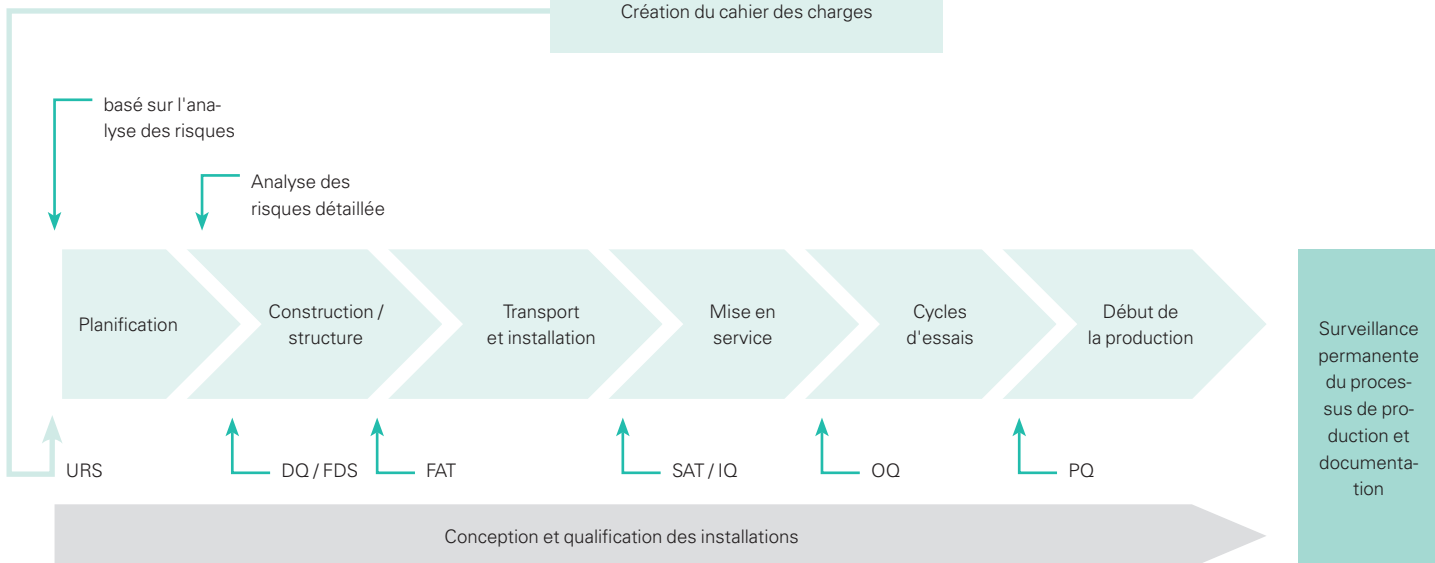 Création du cahier des charges
basé sur l'ana-
lyse des risques
Analyse des
risques détaillée
Planification
Construction /
structure
Transport
et installation
Mise en
service
Cycles
d'essais
Début de
la production
Surveillance
permanente
du proces-
sus de pro-
duction et
documenta-
tion
URS
DQ / FDS
FAT
SAT / IQ
OQ
PQ
Conception et qualification des installations